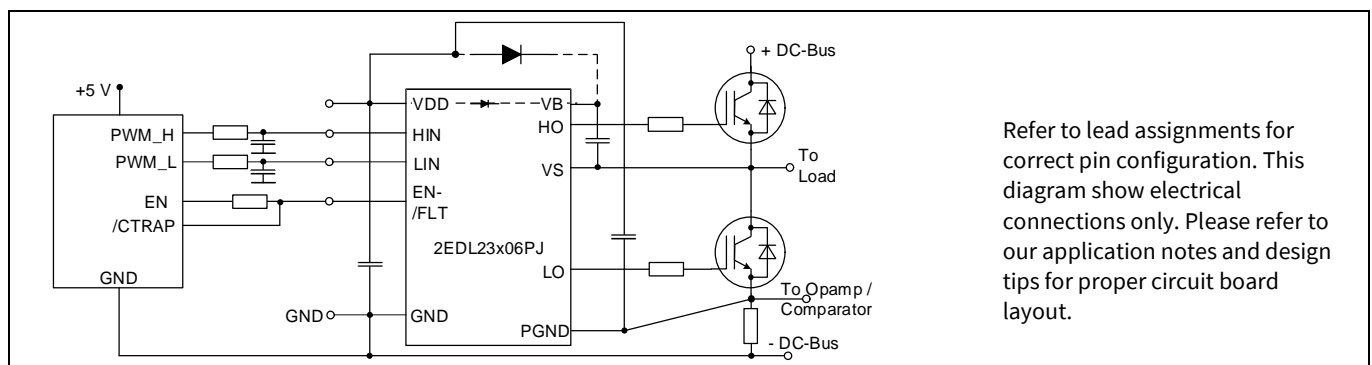 +5 V
PWM_H
PWM_L
EN
/CTRAP
GND
VDD
HIN
LIN
EN-
/FLT
2EDL23x06PJ
GND
GND
VB
HO
VS
LO
PGND
+ DC-Bus
To
Load
To Opamp /
Comparator
- DC-Bus
Refer to lead assignments for
correct pin configuration. This
diagram show electrical
connections only. Please refer to
our application notes and design
tips for proper circuit board
layout.